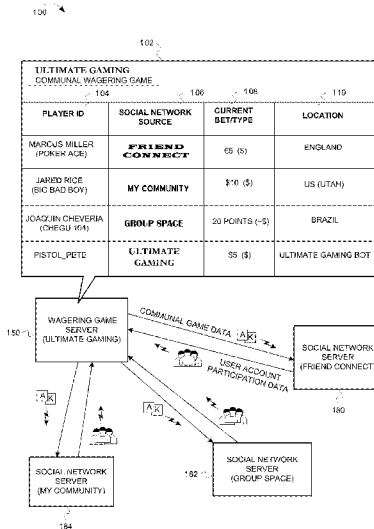 100
102
ULTIMATE GAMING
COMMUNAL WAGERING GAME
104
106
108
110
PLAYER ID
SOCIAL NETWORK SOURCE
CURRENT BET/TYPE
LOCATION
MARCUS MILLER (POKER ACE)
FRIEND CONNECT
€5 ($)
ENGLAND
JARED RICE (BIG BAD BOY)
MY COMMUNITY
$10 ($)
US (UTAH)
JOAQUIN CHEVERIA (CHEGU 104)
GROUP SPACE
20 POINTS (~$)
BRAZIL
PISTOL_PETE
ULTIMATE GAMING
$5 ($)
ULTIMATE GAMING BOT
150
WAGERING GAME SERVER (ULTIMATE GAMING)
COMMUNAL GAME DATA
A K
USER ACCOUNT PARTICIPATION DATA
SOCIAL NETWORK SERVER (FRIEND CONNECT)
180
A K
A K
SOCIAL NETWORK SERVER (MY COMMUNITY)
184
182
SOCIAL NETWORK SERVER (GROUP SPACE)